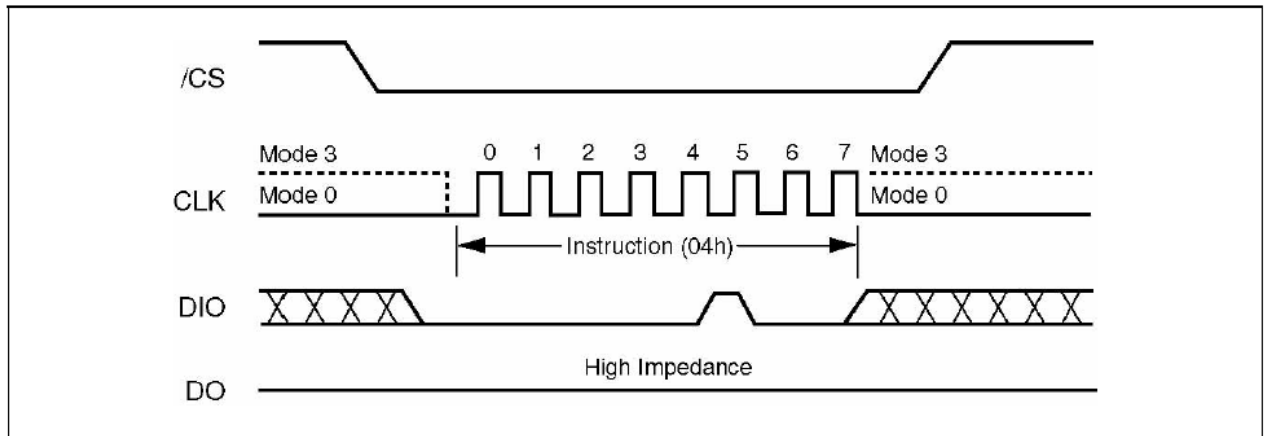 /CS
Mode 3
0 1 2 3 4 5 6 7
Mode 3
CLK
Mode 0
Mode 0
Instruction (04h)
DIO
High Impedance
DO